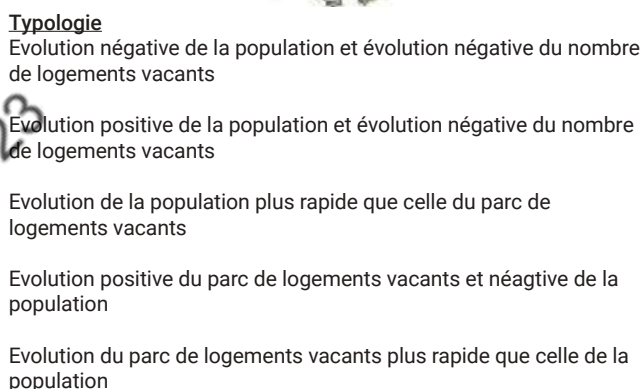 Typologie
Evolution négative de la population et évolution négative du nombre
de logements vacants
Evolution positive de la population et évolution négative du nombre
de logements vacants
Evolution de la population plus rapide que celle du parc de
logements vacants
Evolution positive du parc de logements vacants et néagtive de la
population
Evolution du parc de logements vacants plus rapide que celle de la
population